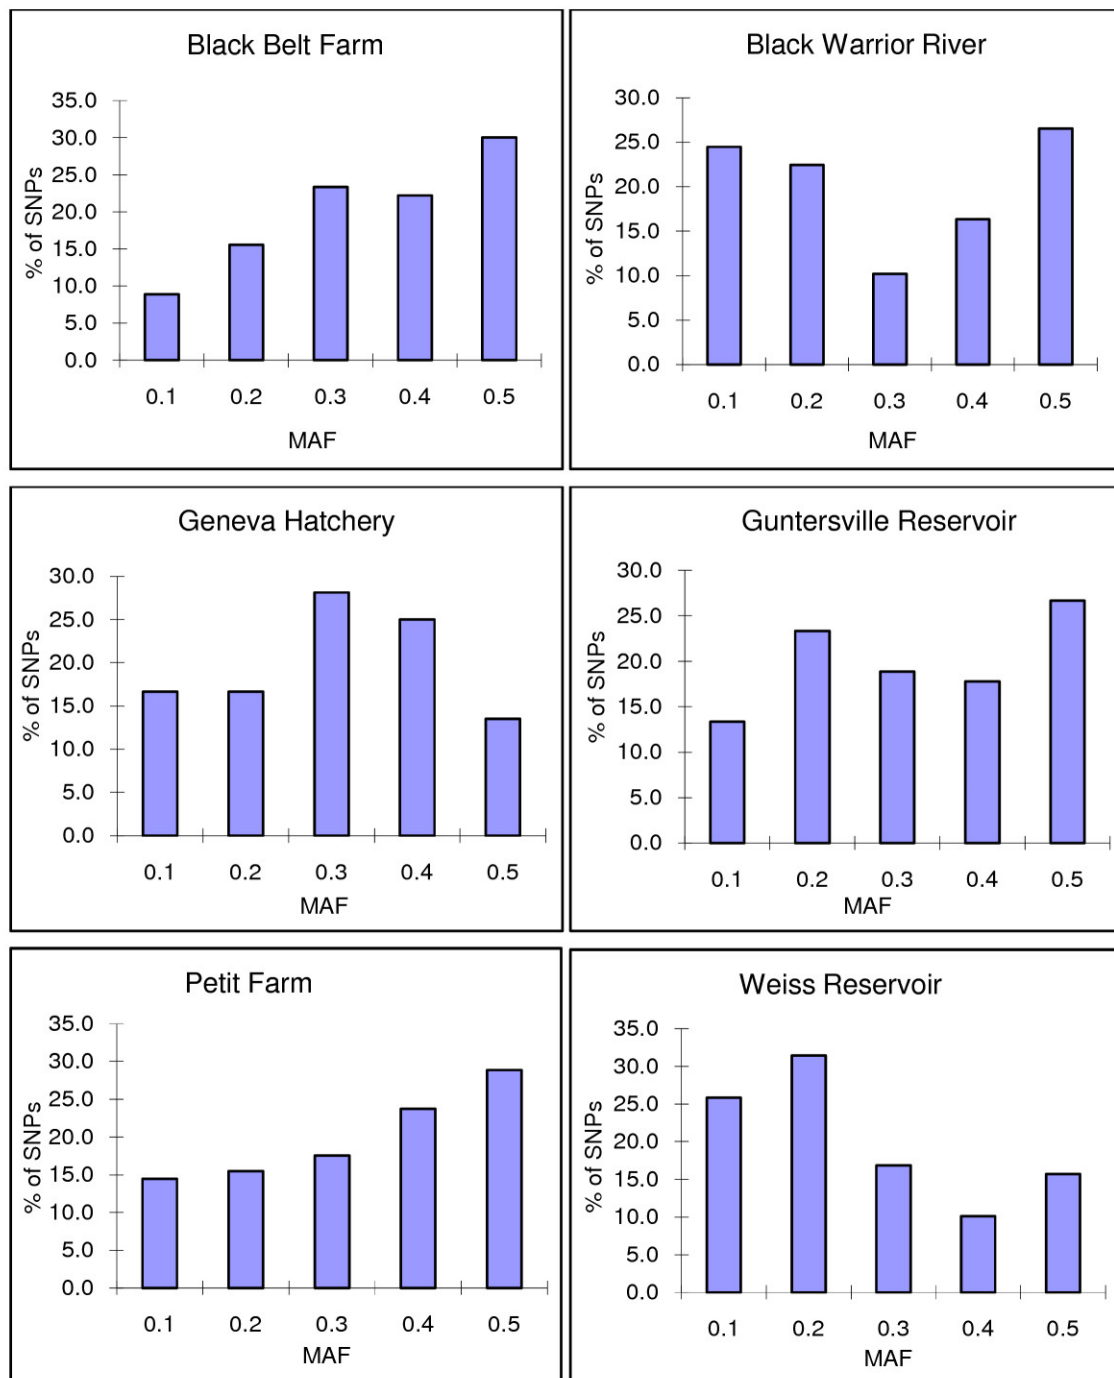 Black Belt Farm
% of SNPs
35.0
30.0
25.0
20.0
15.0
10.0
5.0
0.0
0.1 0.2 0.3 0.4 0.5
MAF
Black Warrior River
% of SNPs
30.0
25.0
20.0
15.0
10.0
5.0
0.0
0.1 0.2 0.3 0.4 0.5
MAF
Geneva Hatchery
% of SNPs
30.0
25.0
20.0
15.0
10.0
5.0
0.0
0.1 0.2 0.3 0.4 0.5
MAF
Guntersville Reservoir
% of SNPs
30.0
25.0
20.0
15.0
10.0
5.0
0.0
0.1 0.2 0.3 0.4 0.5
MAF
Petit Farm
% of SNPs
35.0
30.0
25.0
20.0
15.0
10.0
5.0
0.0
0.1 0.2 0.3 0.4 0.5
MAF
Weiss Reservoir
% of SNPs
35.0
30.0
25.0
20.0
15.0
10.0
5.0
0.0
0.1 0.2 0.3 0.4 0.5
MAF